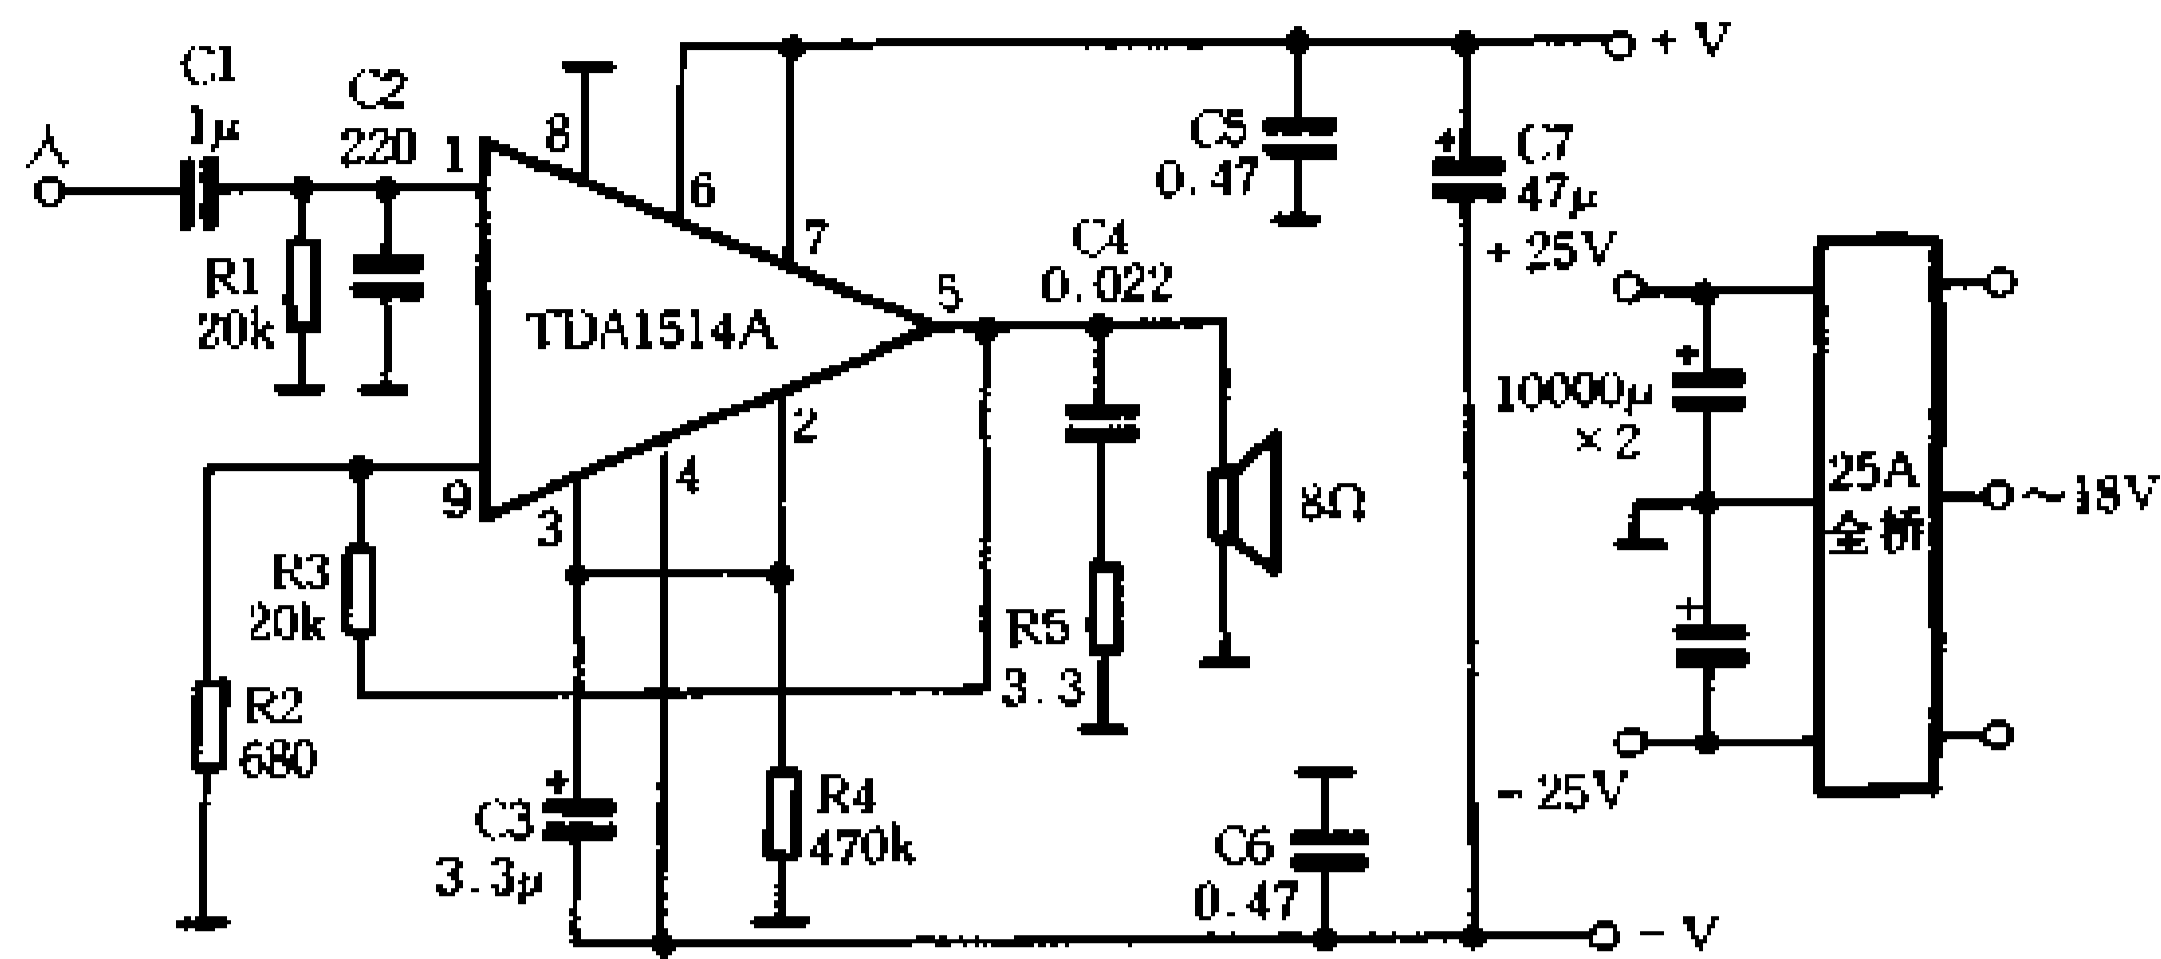 入
C1
1μ
C2
220
1
8
6
7
5
R1
20k
TDA1514A
C4
0.022
C5
0.47
+ V
+
C7
47μ
+ 25V
+
10000μ
× 2
25A
全桥
~18V
+
- 25V
9
3
4
2
8Ω
R3
20k
R2
680
R5
3.3
+
C3
3.3μ
R4
470k
C6
0.47
- V